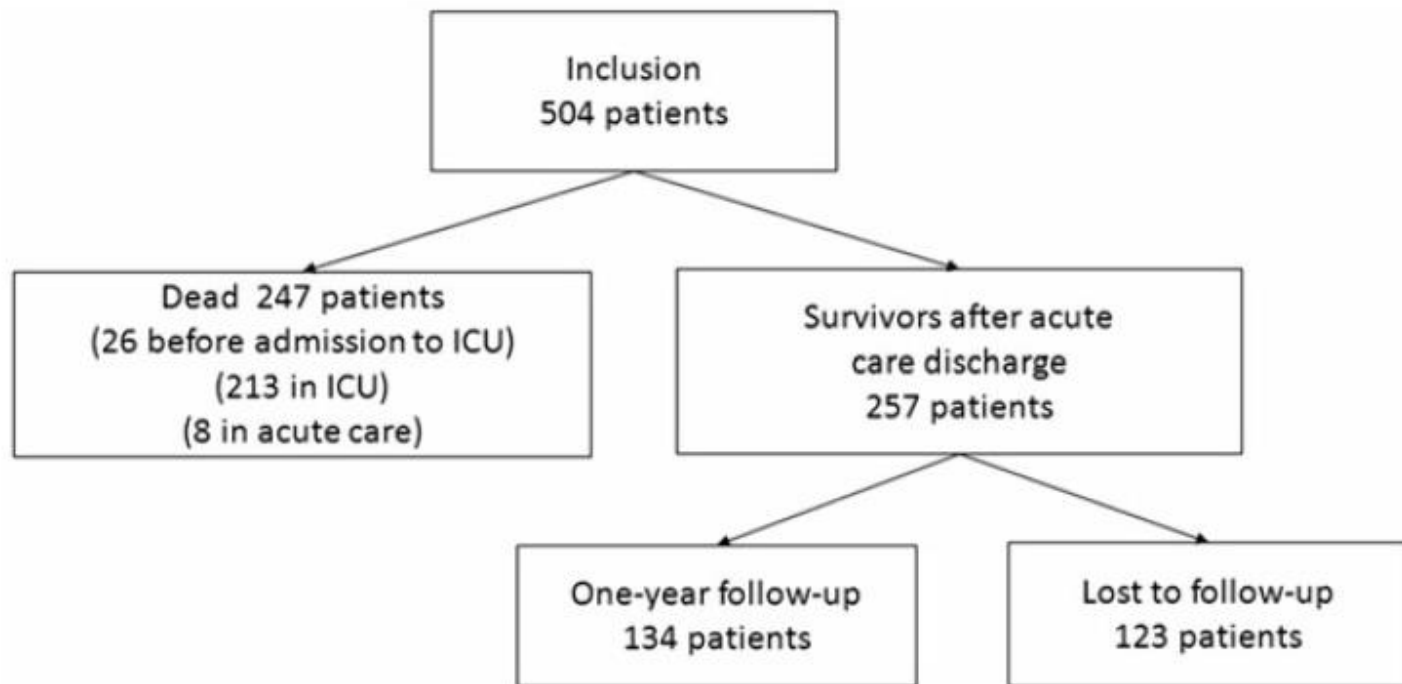 Inclusion
504 patients
Dead 247 patients
(26 before admission to ICU)
(213 in ICU)
(8 in acute care)
Survivors after acute
care discharge
257 patients
One-year follow-up
134 patients
Lost to follow-up
123 patients